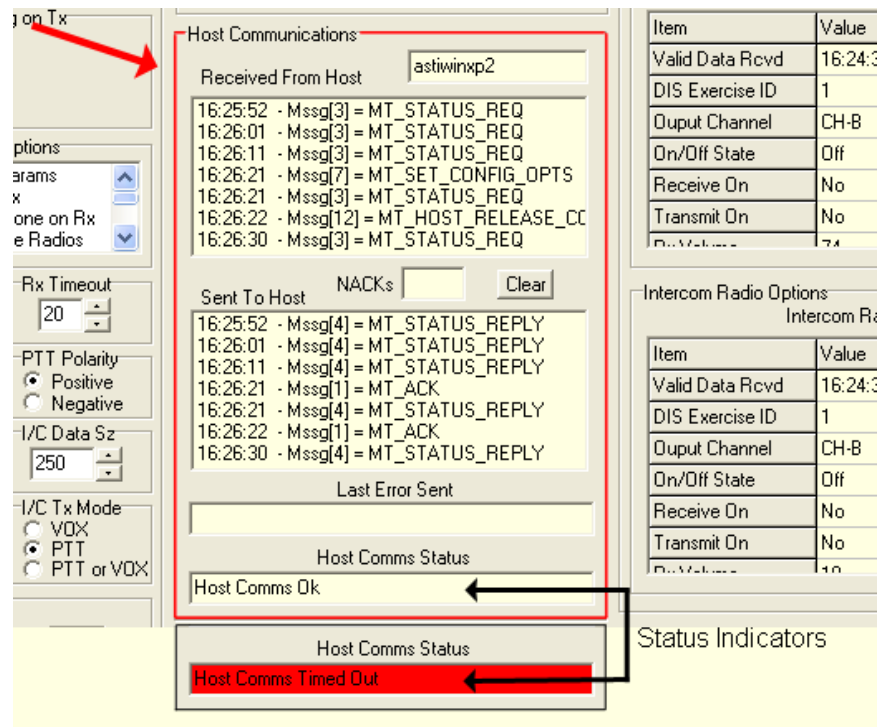 g on Tx
ptions
arams
x
one on Rx
e Radios
Rx Timeout
20
PTT Polarity
Positive
Negative
I/C Data Sz
250
I/C Tx Mode
VOX
PTT
PTT or VOX
Host Communications
Received From Host
astiwinxp2
16:25:52 - Mssg[3] = MT_STATUS_REQ
16:26:01 - Mssg[3] = MT_STATUS_REQ
16:26:11 - Mssg[3] = MT_STATUS_REQ
16:26:21 - Mssg[7] = MT_SET_CONFIG_OPTS
16:26:21 - Mssg[3] = MT_STATUS_REQ
16:26:22 - Mssg[12] = MT_HOST_RELEASE_CC
16:26:30 - Mssg[3] = MT_STATUS_REQ
NACKs
Clear
Sent To Host
16:25:52 - Mssg[4] = MT_STATUS_REPLY
16:26:01 - Mssg[4] = MT_STATUS_REPLY
16:26:11 - Mssg[4] = MT_STATUS_REPLY
16:26:21 - Mssg[1] = MT_ACK
16:26:21 - Mssg[4] = MT_STATUS_REPLY
16:26:22 - Mssg[1] = MT_ACK
16:26:30 - Mssg[4] = MT_STATUS_REPLY
Last Error Sent
Host Comms Status
Host Comms Ok
Host Comms Status
Host Comms Timed Out
Status Indicators
Item Value
Valid Data Rcvd 16:24:3
DIS Exercise ID 1
Ouput Channel CH-B
On/Off State Off
Receive On No
Transmit On No
Rx Volume 74
Intercom Radio Options
Intercom Ra
Item Value
Valid Data Rcvd 16:24:3
DIS Exercise ID 1
Ouput Channel CH-B
On/Off State Off
Receive On No
Transmit On No